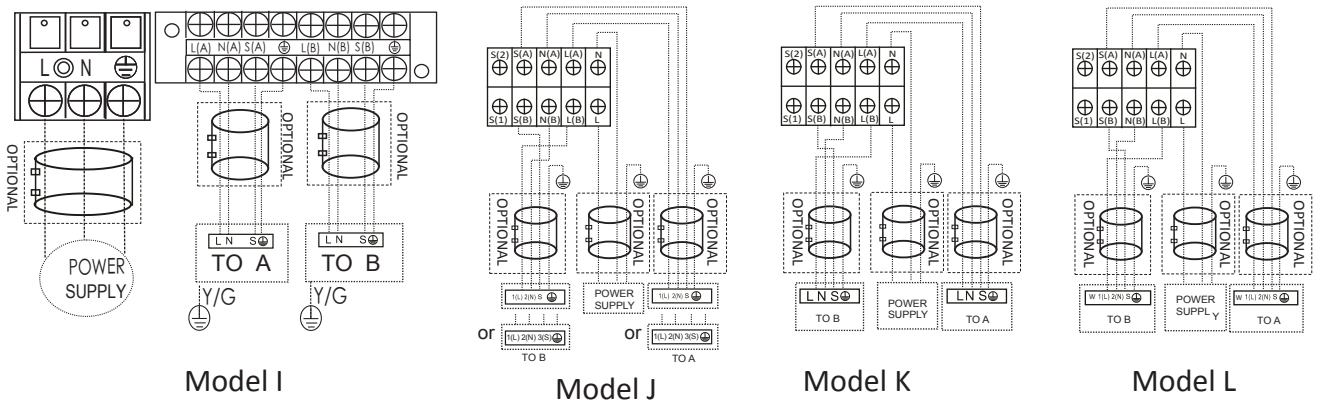 L N
L(A) N(A) S(A) L(B) N(B) S(B)
OPTIONAL
OPTIONAL
OPTIONAL
POWER
SUPPLY
L N S
TO A
Y/G
L N S
TO B
Y/G
Model I
S(2) S(A) N(A) L(A) N
S(1) S(B) N(B) L(B) L
OPTIONAL
OPTIONAL
OPTIONAL
1(L) 2(N) S
POWER
SUPPLY
1(L) 2(N) S
or
1(L) 2(N) 3(S)
TO B
or
1(L) 2(N) 3(S)
TO A
Model J
S(2) S(A) N(A) L(A) N
S(1) S(B) N(B) L(B) L
OPTIONAL
OPTIONAL
OPTIONAL
L N S
TO B
POWER
SUPPLY
L N S
TO A
Model K
S(2) S(A) N(A) L(A) N
S(1) S(B) N(B) L(B) L
OPTIONAL
OPTIONAL
OPTIONAL
W 1(L) 2(N) S
TO B
POWER
SUPPLY
W 1(L) 2(N) S
TO A
Model L